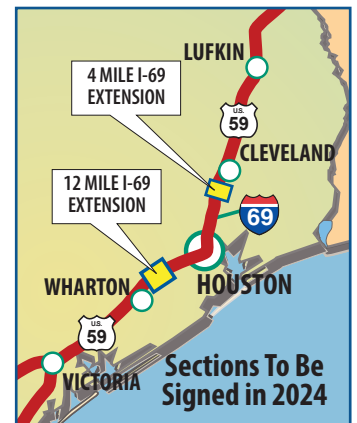 LUFKIN
4 MILE I-69
EXTENSION
U.S.
59
CLEVELAND
12 MILE I-69
EXTENSION
69
HOUSTON
WHARTON
U.S.
59
VICTORIA
Sections To Be
Signed in 2024